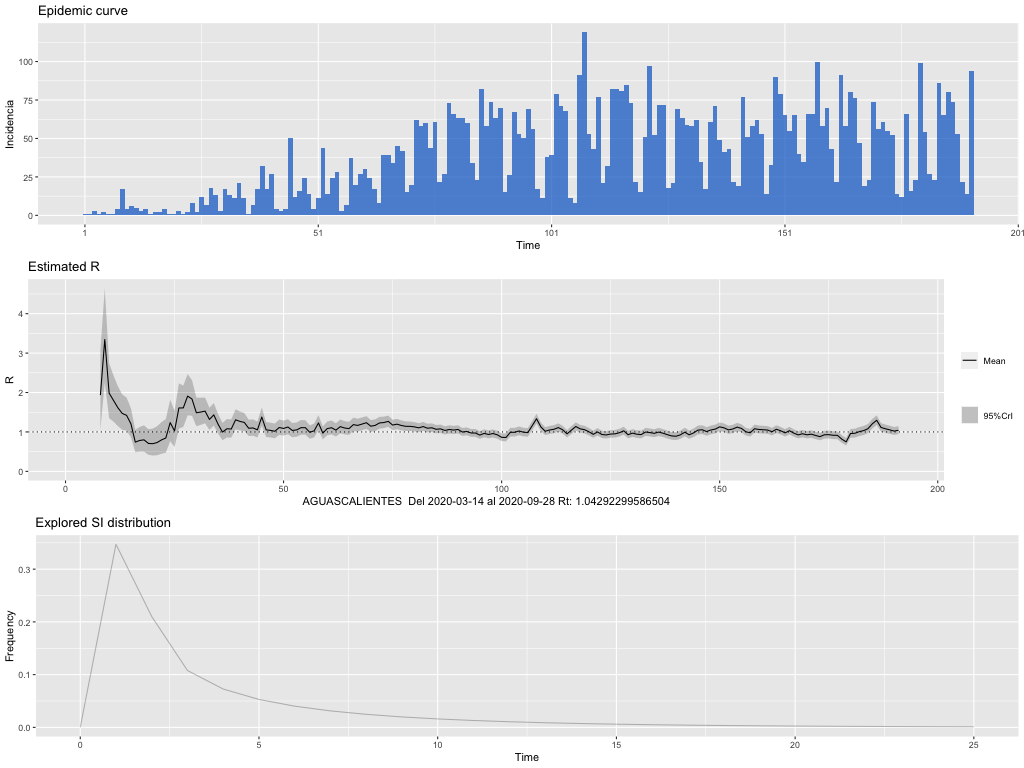 Epidemic curve
Incidencia
100
75
50
25
0
1 51 101 151 201
Time
Estimated R
R
4
3
2
1
0
Mean
95%CrI
0 50 100 150 200
AGUASCALIENTES Del 2020-03-14 al 2020-09-28 Rt: 1.04292299586504
Explored SI distribution
Frequency
0.3
0.2
0.1
0.0
0 5 10 15 20 25
Time